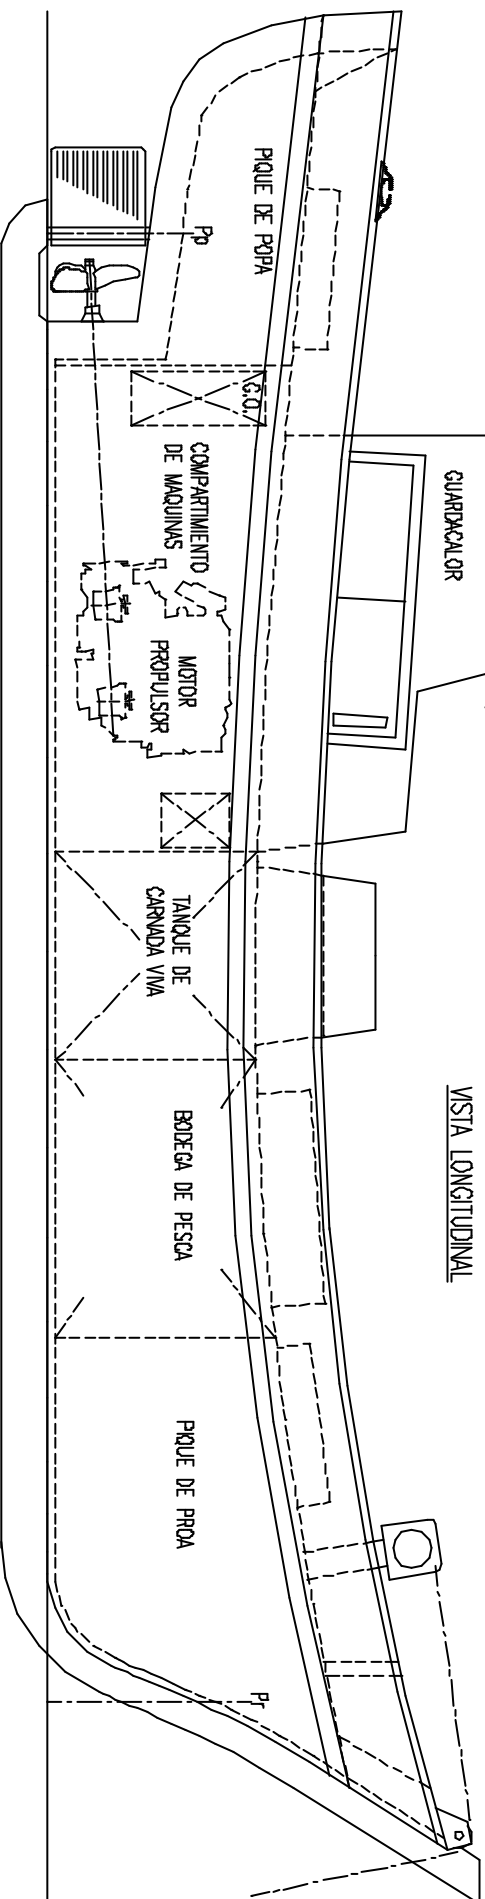 VISTA LONGITUDINAL
GUARDACALOR
PIQUE DE POPA
Pp
G.O.
COMPARTIMIENTO
DE MAQUINAS
MOTOR
PROPULSOR
TANQUE DE
CARNADA VIVA
BODEGA DE PESCA
PIQUE DE PROA
Pr